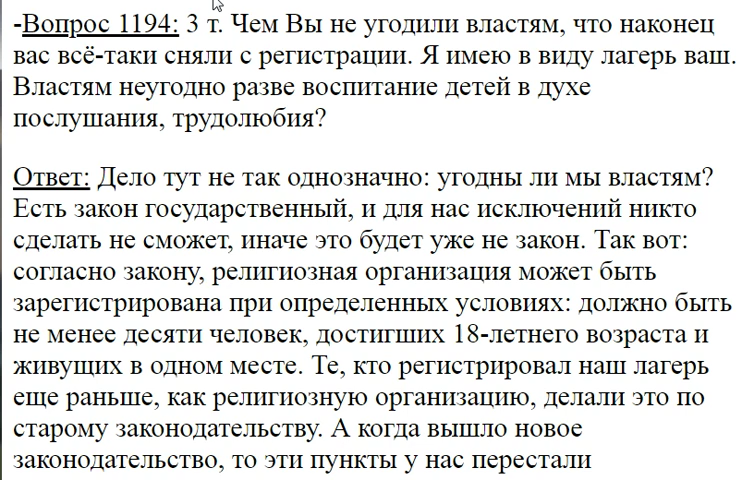 -Вопрос 1194: 3 т. Чем Вы не угодили властям, что наконец
вас всё-таки сняли с регистрации. Я имею в виду лагерь ваш.
Властям неугодно разве воспитание детей в духе
послушания, трудолюбия?
Ответ: Дело тут не так однозначно: угодны ли мы властям?
Есть закон государственный, и для нас исключений никто
сделать не сможет, иначе это будет уже не закон. Так вот:
согласно закону, религиозная организация может быть
зарегистрирована при определенных условиях: должно быть
не менее десяти человек, достигших 18-летнего возраста и
живущих в одном месте. Те, кто регистрировал наш лагерь
еще раньше, как религиозную организацию, делали это по
старому законодательству. А когда вышло новое
законодательство, то эти пункты у нас перестали